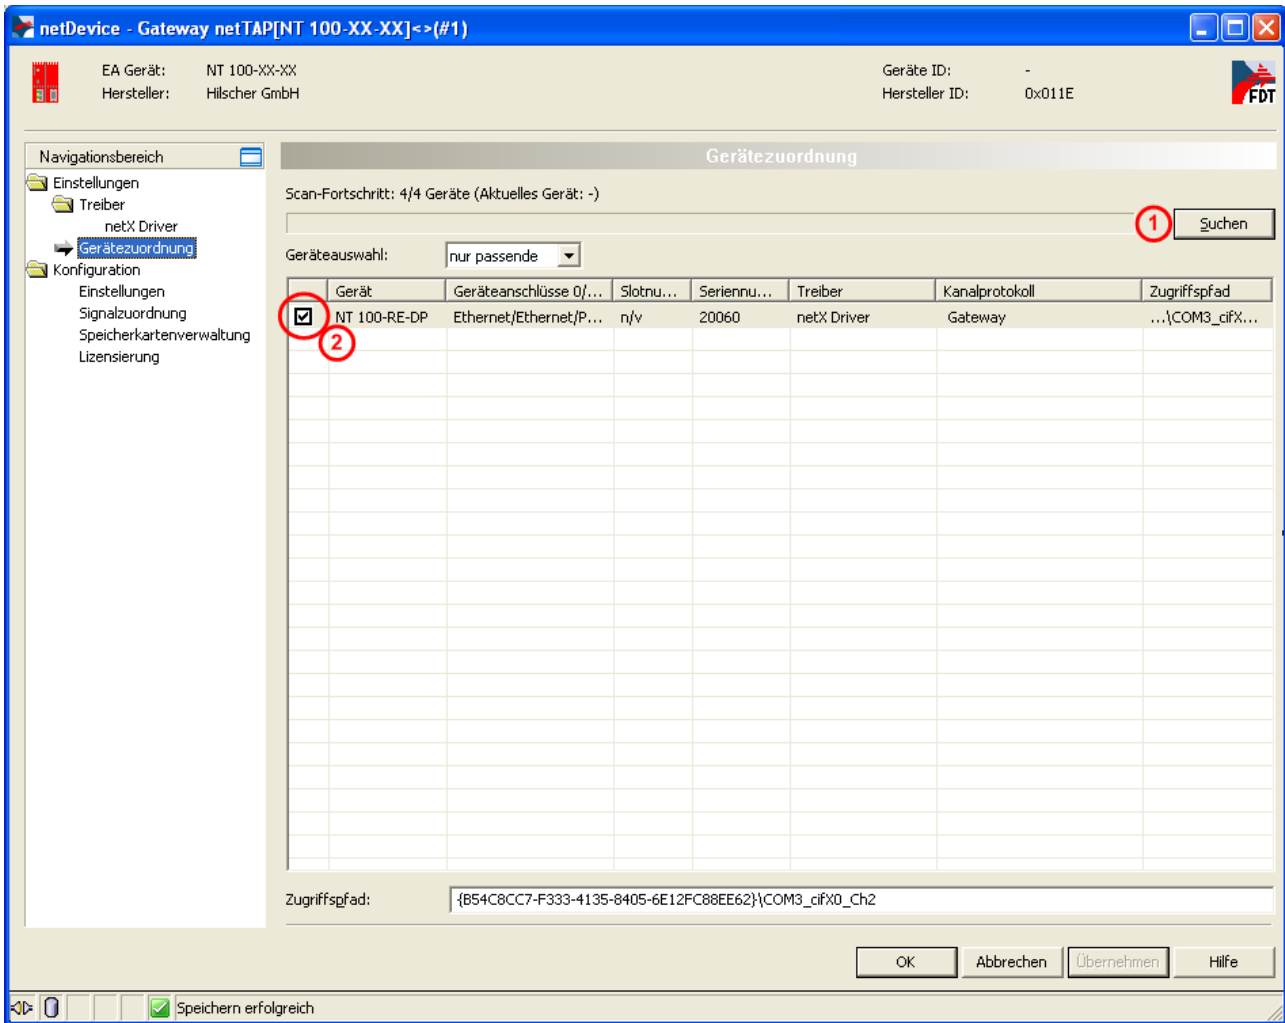 netDevice - Gateway netTAP[NT 100-XX-XX]<>(#1)
EA Gerät: NT 100-XX-XX Geräte ID: -
Hersteller: Hilscher GmbH Hersteller ID: 0x011E
FDT
Navigationsbereich
Einstellungen
Treiber
netX Driver
Gerätezuordnung
Konfiguration
Einstellungen
Signalzuordnung
Speicherkartenverwaltung
Lizensierung
Gerätezuordnung
Scan-Fortschritt: 4/4 Geräte (Aktuelles Gerät: -)
1 Suchen
Geräteauswahl: nur passende
Gerät Geräteanschlüsse 0/... Slotnu... Seriennu... Treiber Kanalprotokoll Zugriffspfad
NT 100-RE-DP Ethernet/Ethernet/P... n/v 20060 netX Driver Gateway ...\COM3_cifX...
2
Zugriffspfad: {B54C8CC7-F333-4135-8405-6E12FC88EE62}\COM3_cifX0_Ch2
OK Abbrechen Übernehmen Hilfe
Speichern erfolgreich